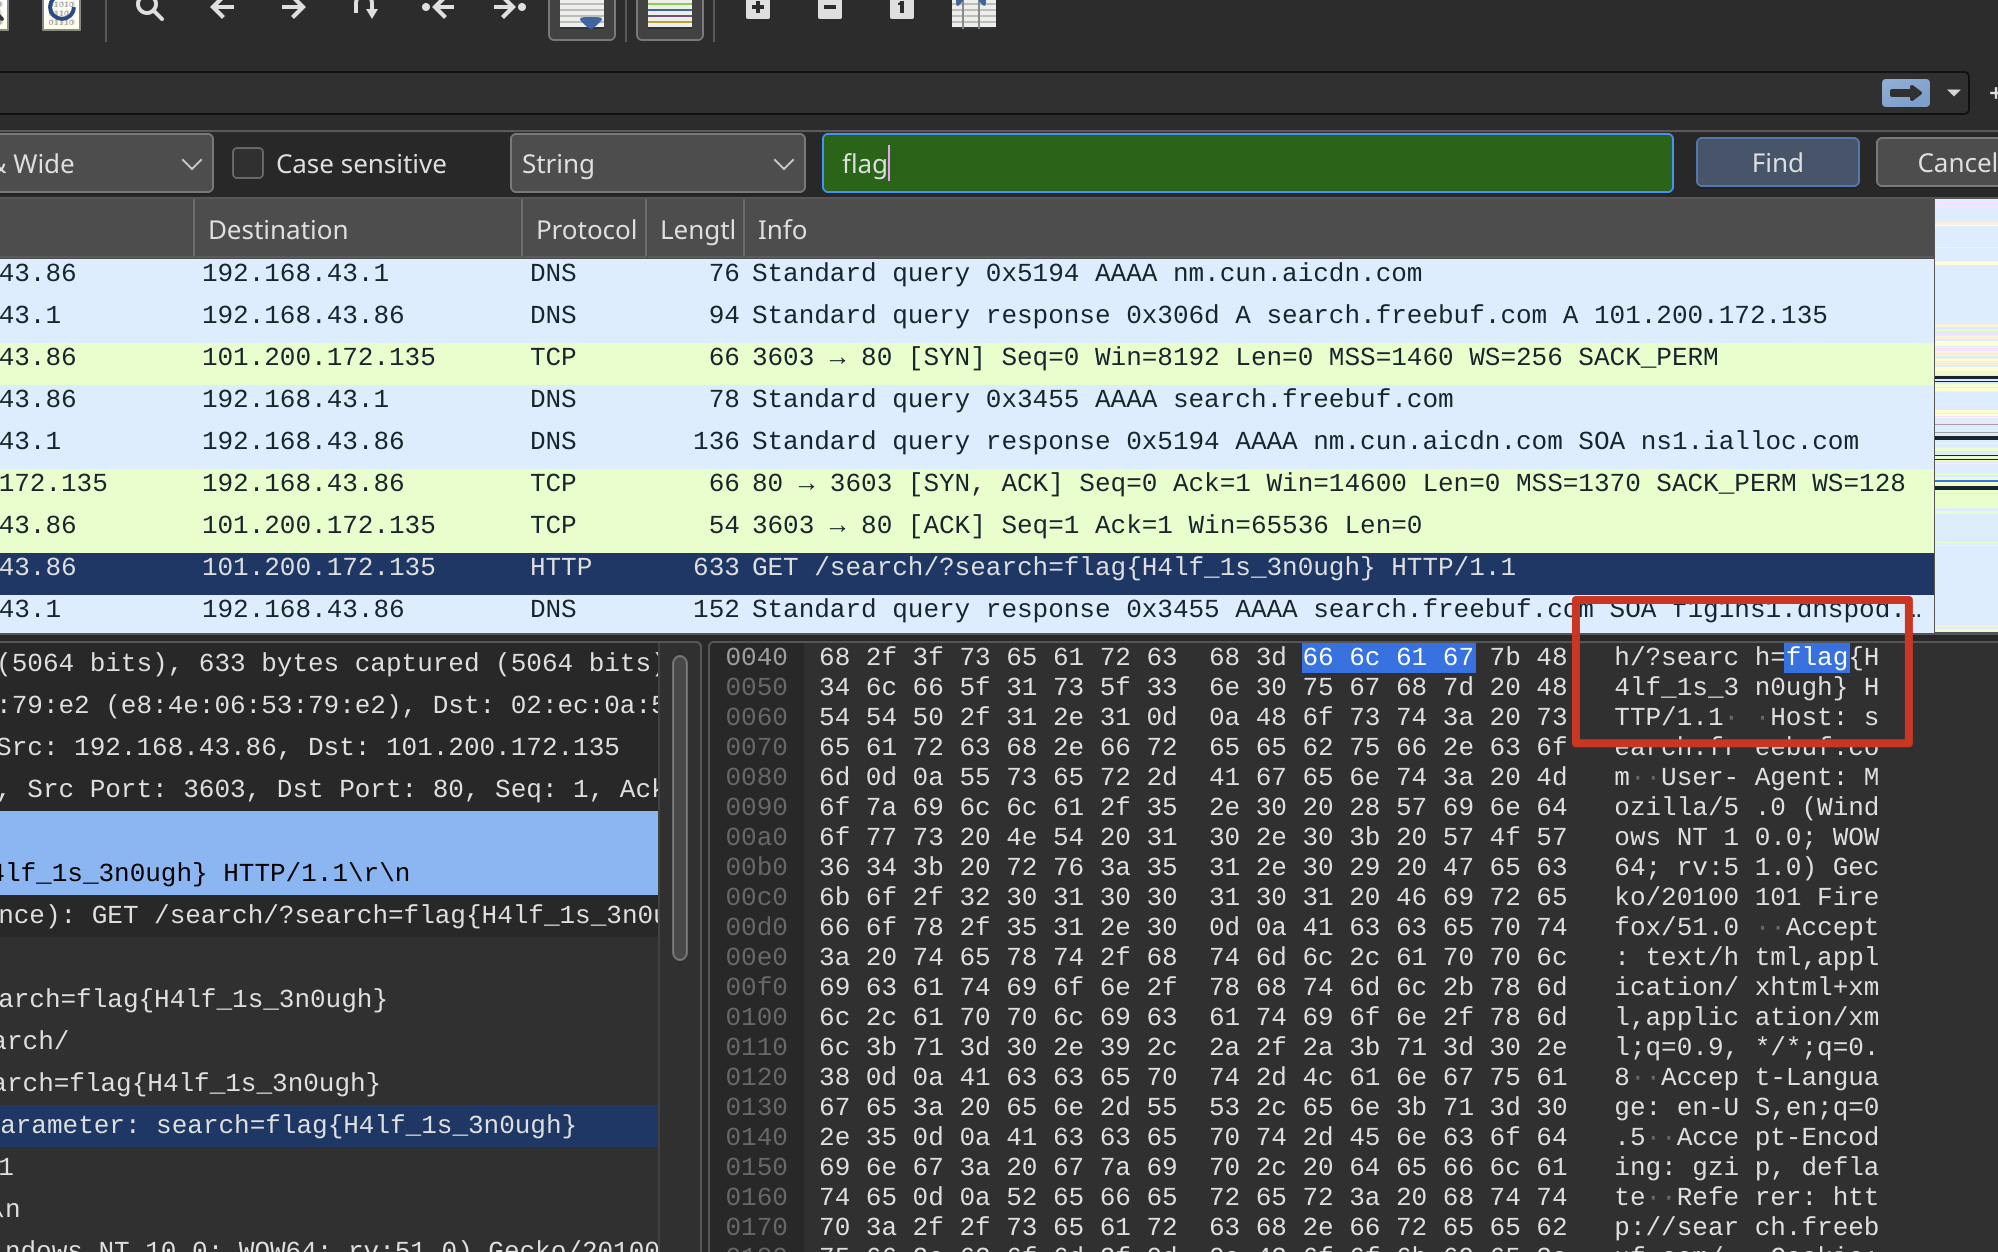 & Wide Case sensitive String flag Find Cancel
Destination Protocol Lengtl Info
43.86 192.168.43.1 DNS 76 Standard query 0x5194 AAAA nm.cun.aicdn.com
43.1 192.168.43.86 DNS 94 Standard query response 0x306d A search.freebuf.com A 101.200.172.135
43.86 101.200.172.135 TCP 66 3603 → 80 [SYN] Seq=0 Win=8192 Len=0 MSS=1460 WS=256 SACK_PERM
43.86 192.168.43.1 DNS 78 Standard query 0x3455 AAAA search.freebuf.com
43.1 192.168.43.86 DNS 136 Standard query response 0x5194 AAAA nm.cun.aicdn.com SOA ns1.ialloc.com
172.135 192.168.43.86 TCP 66 80 → 3603 [SYN, ACK] Seq=0 Ack=1 Win=14600 Len=0 MSS=1370 SACK_PERM WS=128
43.86 101.200.172.135 TCP 54 3603 → 80 [ACK] Seq=1 Ack=1 Win=65536 Len=0
43.86 101.200.172.135 HTTP 633 GET /search/?search=flag{H4lf_1s_3n0ugh} HTTP/1.1
43.1 192.168.43.86 DNS 152 Standard query response 0x3455 AAAA search.freebuf.com SOA f1g1ns1.dnspod.…
(5064 bits), 633 bytes captured (5064 bits)
:79:e2 (e8:4e:06:53:79:e2), Dst: 02:ec:0a:5
Src: 192.168.43.86, Dst: 101.200.172.135
, Src Port: 3603, Dst Port: 80, Seq: 1, Ack
4lf_1s_3n0ugh} HTTP/1.1\r\n
nce): GET /search/?search=flag{H4lf_1s_3n0u
arch=flag{H4lf_1s_3n0ugh}
arch/
arch=flag{H4lf_1s_3n0ugh}
arameter: search=flag{H4lf_1s_3n0ugh}
1
\n
ndows NT 10.0; WOW64; rv:51.0) Gecko/20100
0040 68 2f 3f 73 65 61 72 63 68 3d 66 6c 61 67 7b 48 h/?searc h=flag{H
0050 34 6c 66 5f 31 73 5f 33 6e 30 75 67 68 7d 20 48 4lf_1s_3 n0ugh} H
0060 54 54 50 2f 31 2e 31 0d 0a 48 6f 73 74 3a 20 73 TTP/1.1· ·Host: s
0070 65 61 72 63 68 2e 66 72 65 65 62 75 66 2e 63 6f earch.fr eebuf.co
0080 6d 0d 0a 55 73 65 72 2d 41 67 65 6e 74 3a 20 4d m··User- Agent: M
0090 6f 7a 69 6c 6c 61 2f 35 2e 30 20 28 57 69 6e 64 ozilla/5 .0 (Wind
00a0 6f 77 73 20 4e 54 20 31 30 2e 30 3b 20 57 4f 57 ows NT 1 0.0; WOW
00b0 36 34 3b 20 72 76 3a 35 31 2e 30 29 20 47 65 63 64; rv:5 1.0) Gec
00c0 6b 6f 2f 32 30 31 30 30 31 30 31 20 46 69 72 65 ko/20100 101 Fire
00d0 66 6f 78 2f 35 31 2e 30 0d 0a 41 63 63 65 70 74 fox/51.0 ··Accept
00e0 3a 20 74 65 78 74 2f 68 74 6d 6c 2c 61 70 70 6c : text/h tml,appl
00f0 69 63 61 74 69 6f 6e 2f 78 68 74 6d 6c 2b 78 6d ication/ xhtml+xm
0100 6c 2c 61 70 70 6c 69 63 61 74 69 6f 6e 2f 78 6d l,applic ation/xm
0110 6c 3b 71 3d 30 2e 39 2c 2a 2f 2a 3b 71 3d 30 2e l;q=0.9, */*;q=0.
0120 38 0d 0a 41 63 63 65 70 74 2d 4c 61 6e 67 75 61 8··Accep t-Langua
0130 67 65 3a 20 65 6e 2d 55 53 2c 65 6e 3b 71 3d 30 ge: en-U S,en;q=0
0140 2e 35 0d 0a 41 63 63 65 70 74 2d 45 6e 63 6f 64 .5··Acce pt-Encod
0150 69 6e 67 3a 20 67 7a 69 70 2c 20 64 65 66 6c 61 ing: gzi p, defla
0160 74 65 0d 0a 52 65 66 65 72 65 72 3a 20 68 74 74 te··Refe rer: htt
0170 70 3a 2f 2f 73 65 61 72 63 68 2e 66 72 65 65 62 p://sear ch.freeb